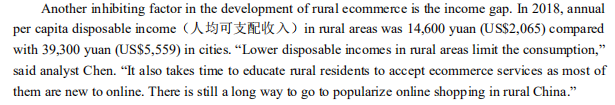 Another inhibiting factor in the development of rural ecommerce is the income gap. In 2018, annual
per capita disposable income（人均可支配收入）in rural areas was 14,600 yuan (US$2,065) compared
with 39,300 yuan (US$5,559) in cities. “Lower disposable incomes in rural areas limit the consumption,”
said analyst Chen. “It also takes time to educate rural residents to accept ecommerce services as most of
them are new to online. There is still a long way to go to popularize online shopping in rural China.”